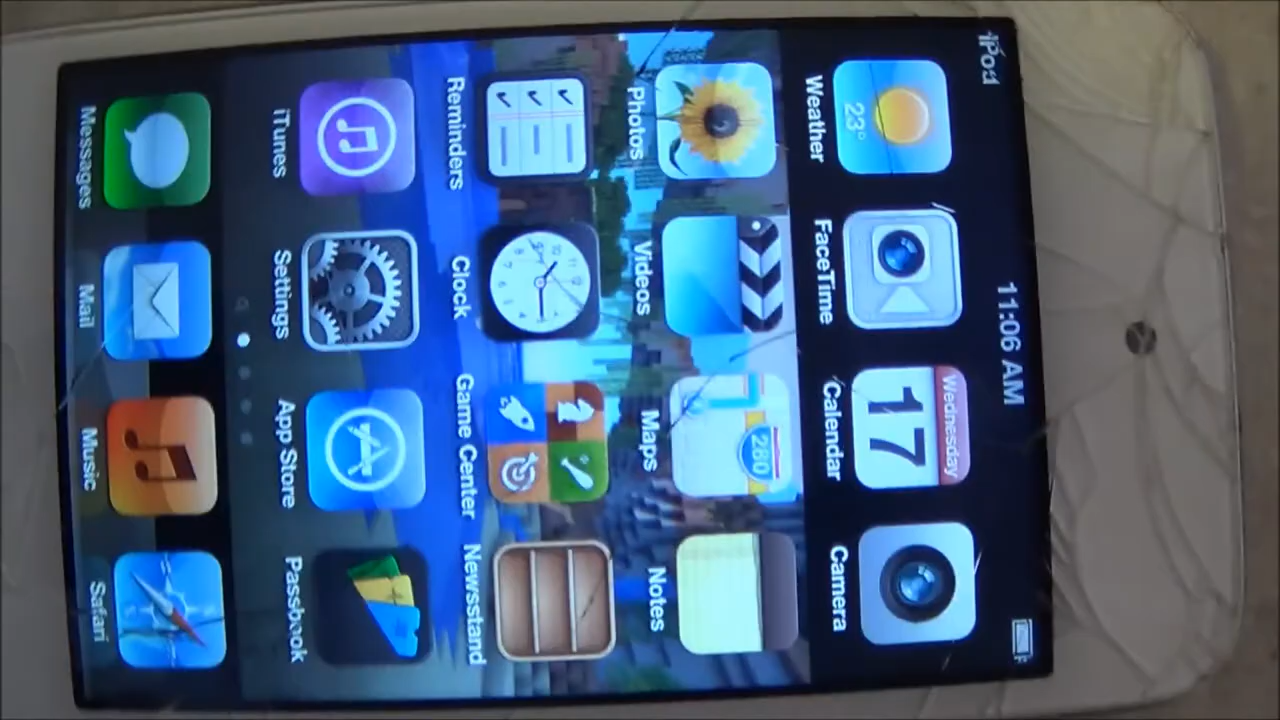 iPod 11:06 AM
23° Wednesday
17
Weather FaceTime Calendar Camera
280
Photos Videos Maps Notes
Reminders Clock Game Center Newsstand
iTunes Settings App Store Passbook
Messages Mail Music Safari